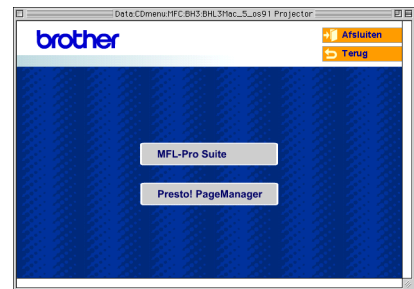 Data:CDmenu:MFC:BH3:BHL3Mac_5_os91 Projector
brother
Afsluiten
Terug
MFL-Pro Suite
Presto! PageManager